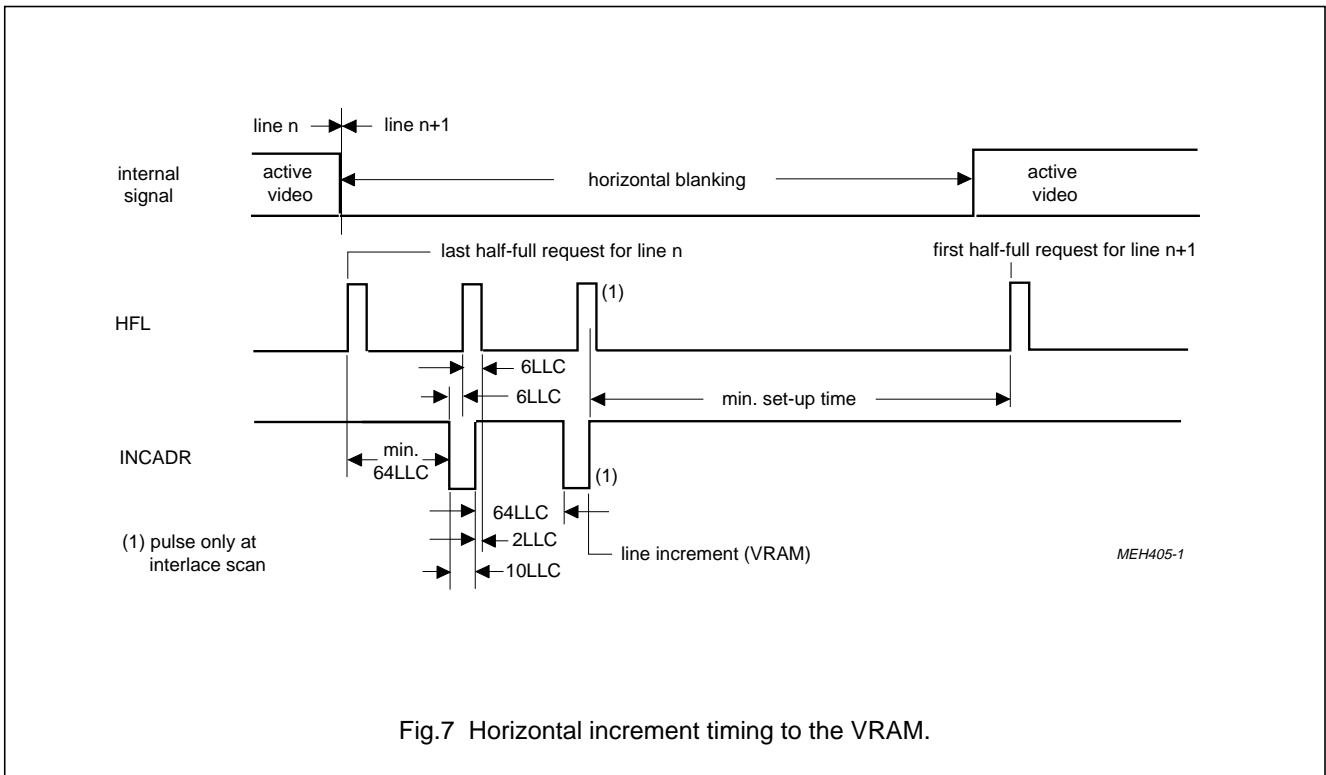 line n
line n+1
internal
signal
active
video
horizontal blanking
active
video
last half-full request for line n
first half-full request for line n+1
HFL
(1)
6LLC
6LLC
min. set-up time
INCADR
min.
64LLC
(1)
64LLC
2LLC
10LLC
line increment (VRAM)
(1) pulse only at
interlace scan
MEH405-1
Fig.7 Horizontal increment timing to the VRAM.